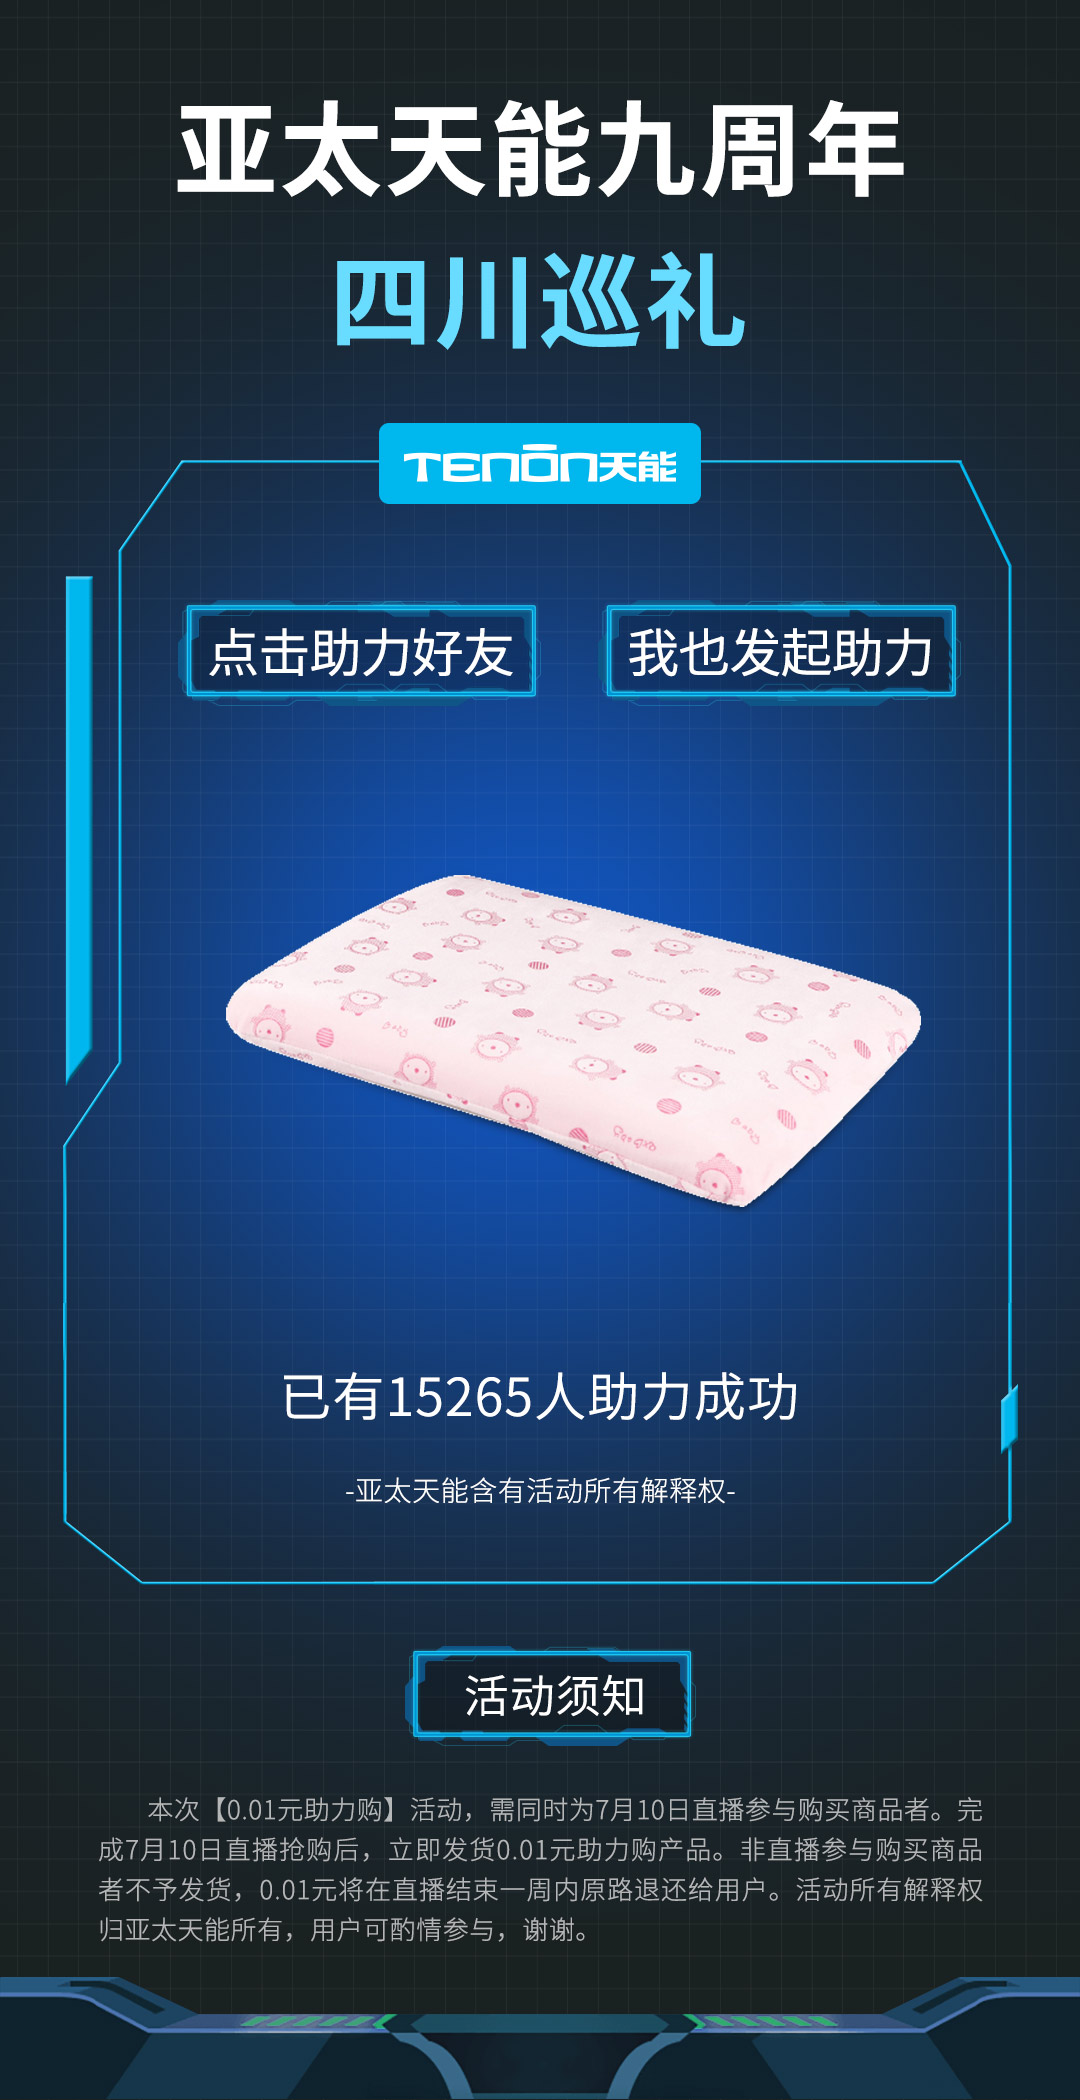 亚太天能九周年
四川巡礼
TENON天能
点击助力好友
我也发起助力
已有15265人助力成功
-亚太天能含有活动所有解释权-
活动须知
本次【0.01元助力购】活动，需同时为7月10日直播参与购买商品者。完
成7月10日直播抢购后，立即发货0.01元助力购产品。非直播参与购买商品
者不予发货，0.01元将在直播结束一周内原路退还给用户。活动所有解释权
归亚太天能所有，用户可酌情参与，谢谢。